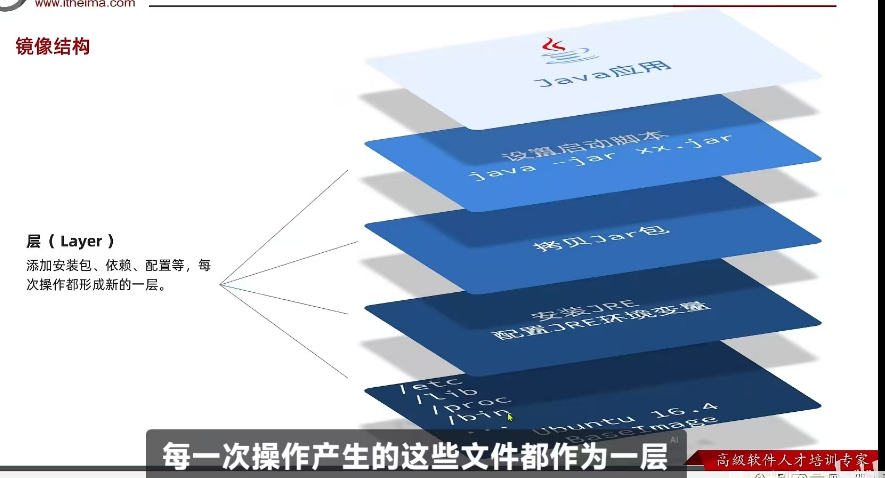 www.itheima.com
镜像结构
Java应用
设置启动脚本
java -jar xx.jar
拷贝Jar包
层（ Layer ）
添加安装包、依赖、配置等，每
次操作都形成新的一层。
安装JRE
配置JRE环境变量
/etc
/lib
/proc
/bin
... Ubuntu 16.4
BaseImage
AI
每一次操作产生的这些文件都作为一层
高级软件人才培训专家